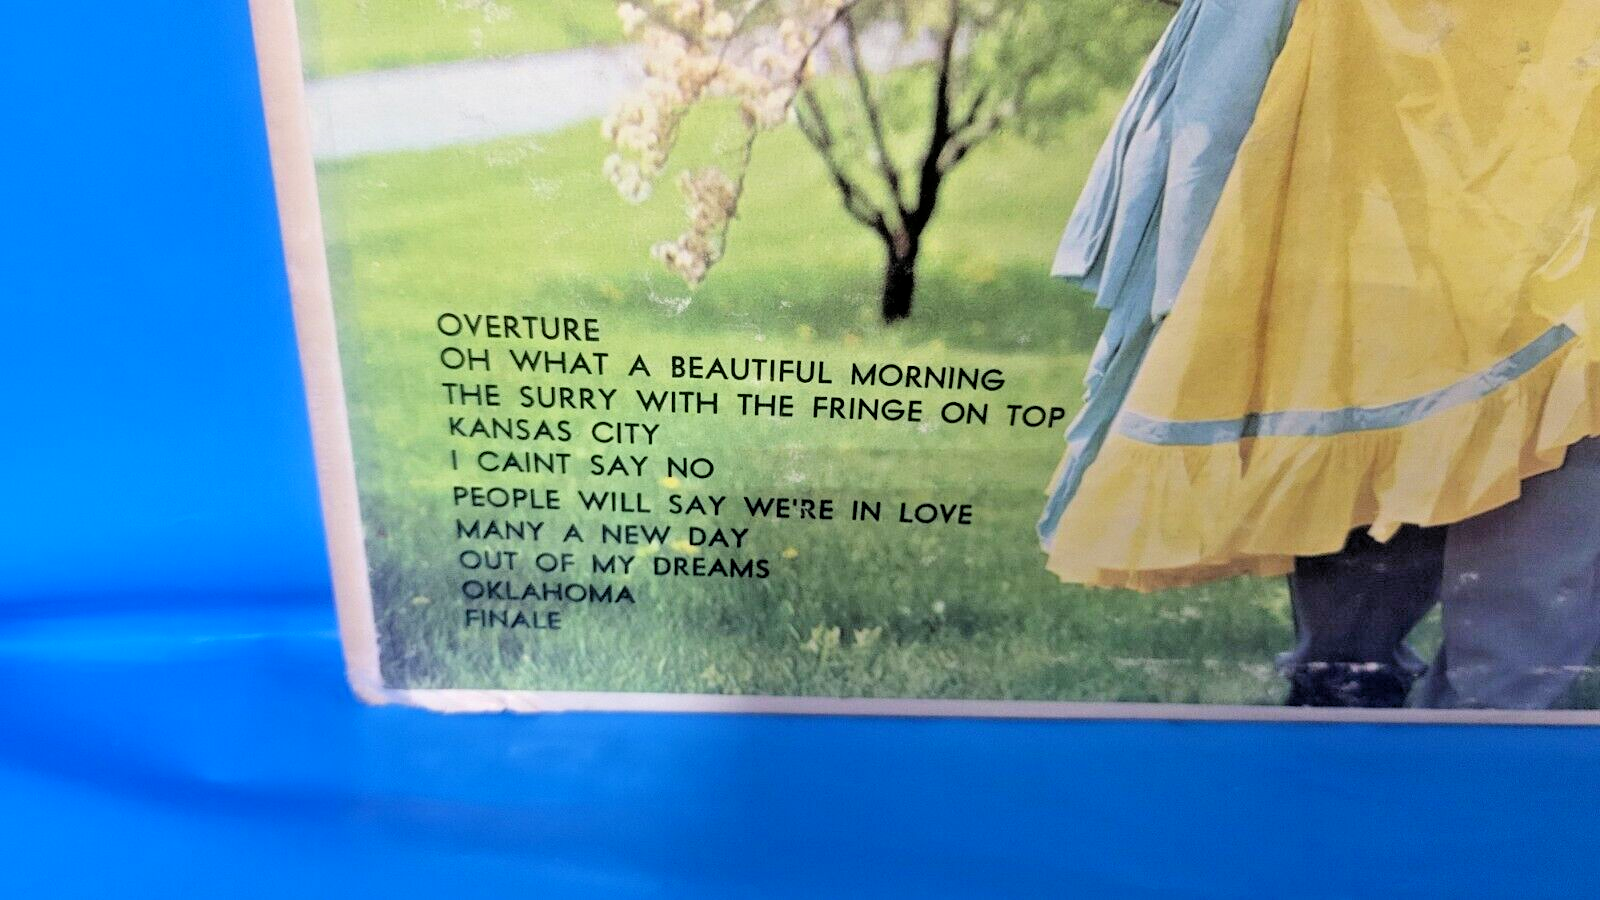 OVERTURE
OH WHAT A BEAUTIFUL MORNING
THE SURRY WITH THE FRINGE ON TOP
KANSAS CITY
I CAINT SAY NO
PEOPLE WILL SAY WE'RE IN LOVE
MANY A NEW DAY
OUT OF MY DREAMS
OKLAHOMA
FINALE